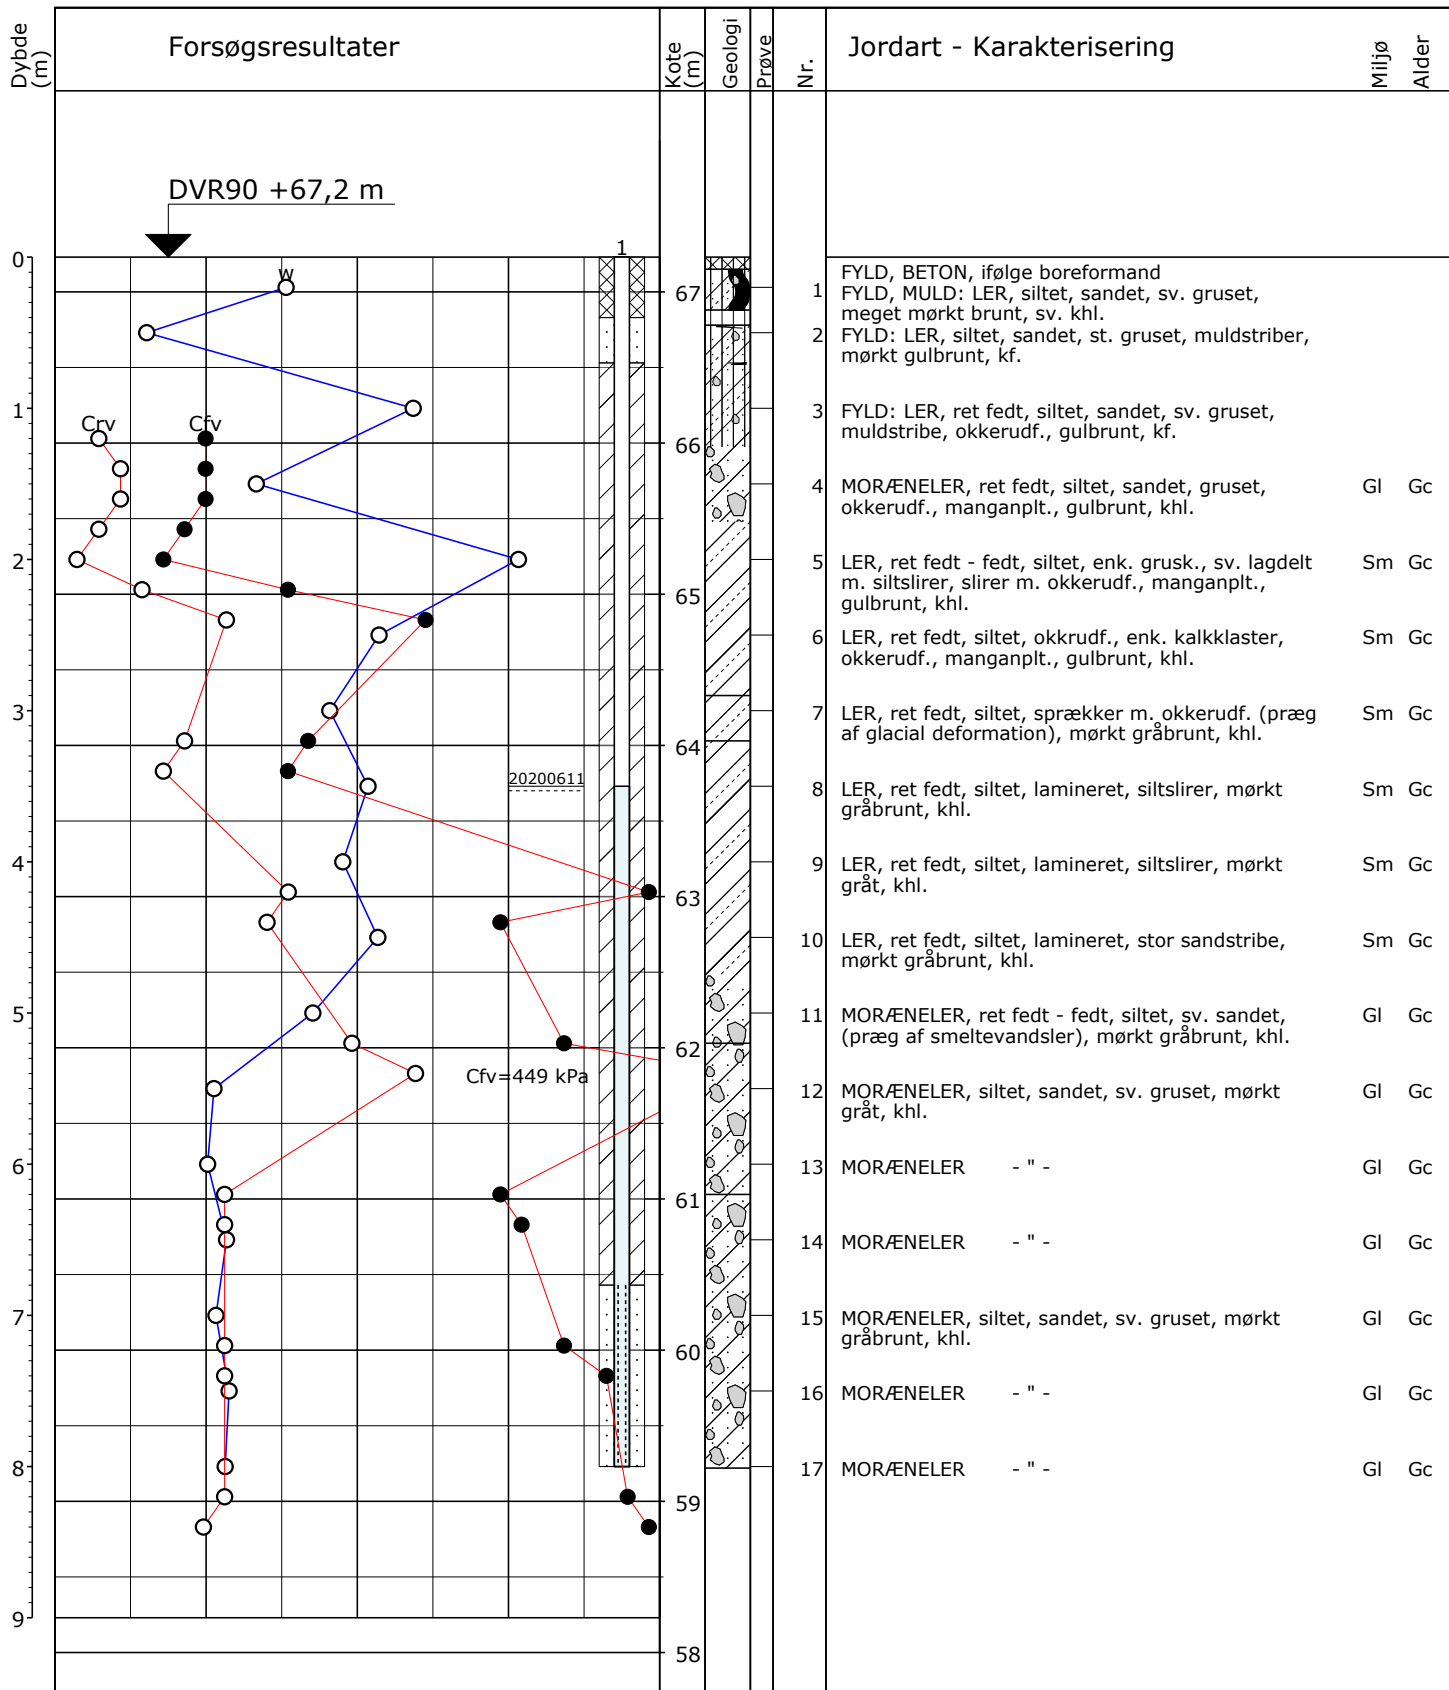 Dybde (m)
Forsøgsresultater
Kote (m)
Geologi
Prøve
Nr.
Jordart - Karakterisering
Miljø
Alder
DVR90 +67,2 m
0
1
W
67
1
FYLD, BETON, ifølge boreformand
FYLD, MULD: LER, siltet, sandet, sv. gruset,
meget mørkt brunt, sv. khl.
2
FYLD: LER, siltet, sandet, st. gruset, muldstriber,
mørkt gulbrunt, kf.
1
Crv
Cfv
66
3
FYLD: LER, ret fedt, siltet, sandet, sv. gruset,
muldstribe, okkerudf., gulbrunt, kf.
4
MORÆNELER, ret fedt, siltet, sandet, gruset, Gl Gc
okkerudf., manganplt., gulbrunt, khl.
2
65
5
LER, ret fedt - fedt, siltet, enk. grusk., sv. lagdelt Sm Gc
m. siltslirer, slirer m. okkerudf., manganplt.,
gulbrunt, khl.
6
LER, ret fedt, siltet, okkrudf., enk. kalkklaster, Sm Gc
okkerudf., manganplt., gulbrunt, khl.
3
64
7
LER, ret fedt, siltet, sprækker m. okkerudf. (præg Sm Gc
af glacial deformation), mørkt gråbrunt, khl.
20200611
8
LER, ret fedt, siltet, lamineret, siltslirer, mørkt Sm Gc
gråbrunt, khl.
4
63
9
LER, ret fedt, siltet, lamineret, siltslirer, mørkt Sm Gc
gråt, khl.
10
LER, ret fedt, siltet, lamineret, stor sandstribe, Sm Gc
mørkt gråbrunt, khl.
5
62
11
MORÆNELER, ret fedt - fedt, siltet, sv. sandet, Gl Gc
(præg af smeltevandsler), mørkt gråbrunt, khl.
Cfv=449 kPa
12
MORÆNELER, siltet, sandet, sv. gruset, mørkt Gl Gc
gråt, khl.
6
61
13
MORÆNELER - " - Gl Gc
14
MORÆNELER - " - Gl Gc
7
60
15
MORÆNELER, siltet, sandet, sv. gruset, mørkt Gl Gc
gråbrunt, khl.
16
MORÆNELER - " - Gl Gc
8
59
17
MORÆNELER - " - Gl Gc
9
58